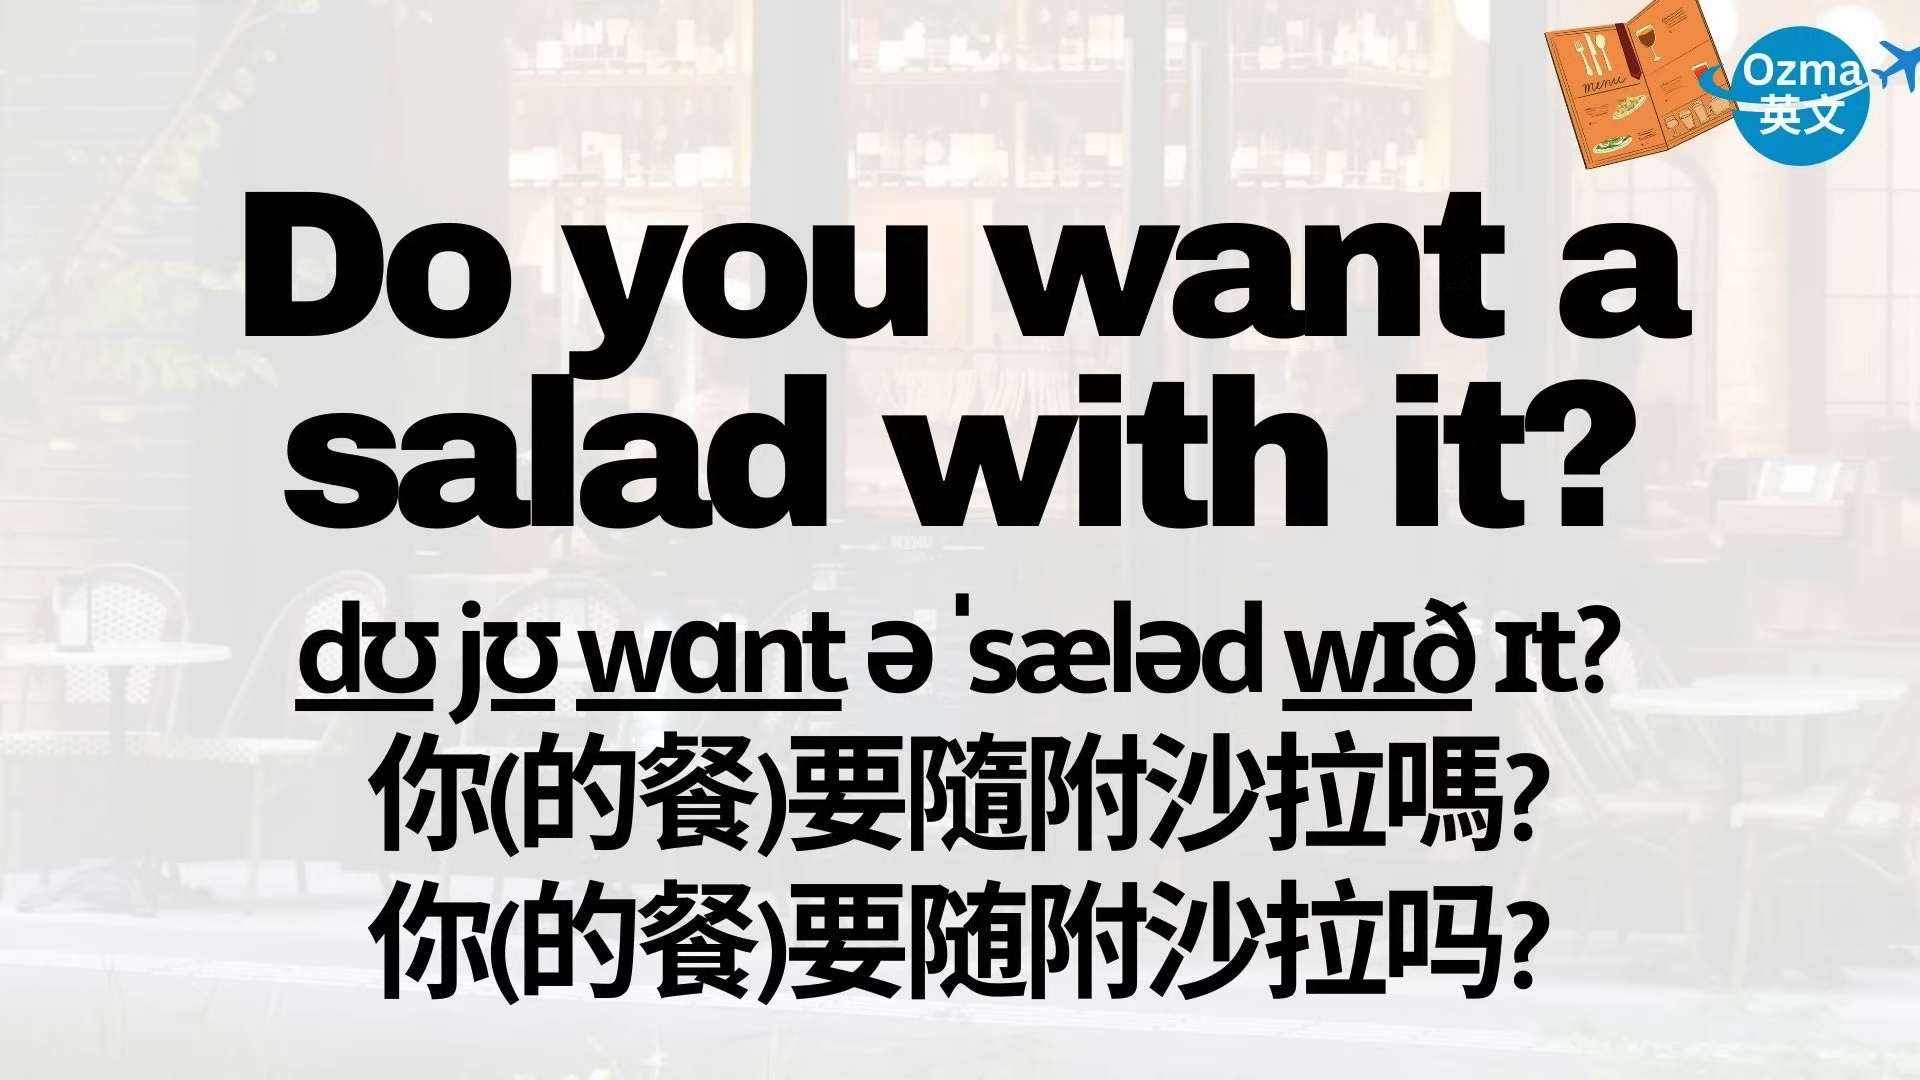 menu
Ozma
英文
Do you want a
salad with it?
dʊ jʊ wɑnt ə ˈsæləd wɪð ɪt?
你(的餐)要隨附沙拉嗎?
你(的餐)要随附沙拉吗?